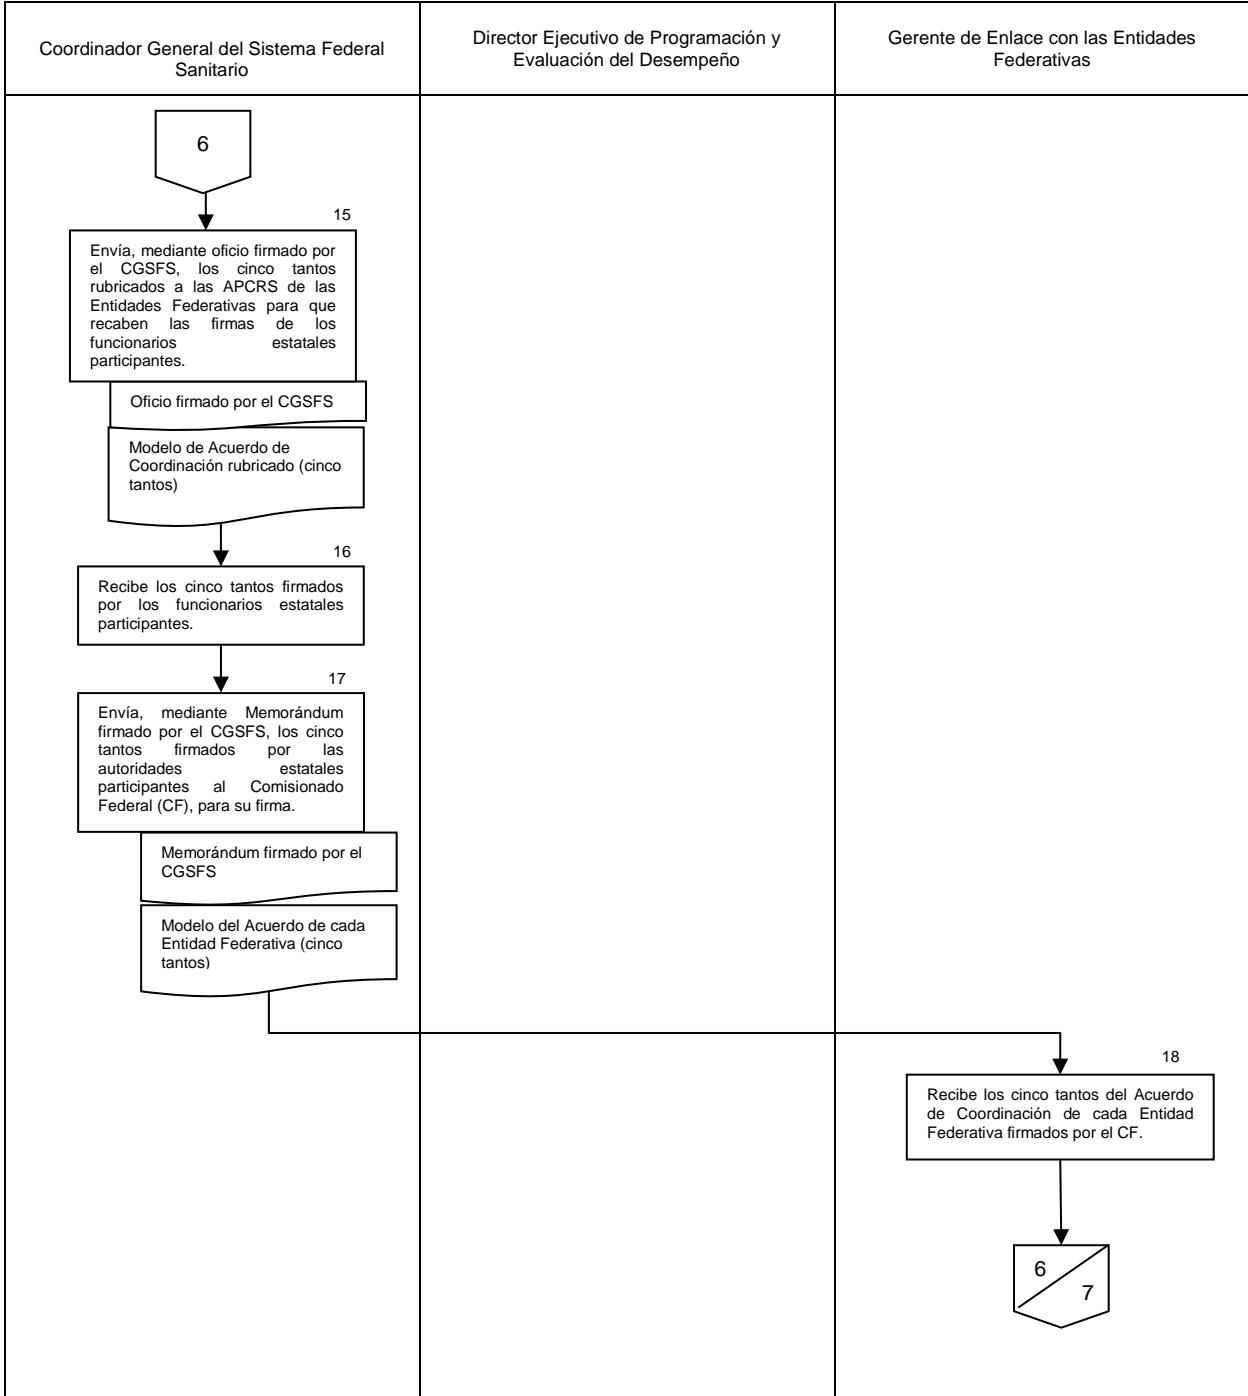 Coordinador General del Sistema Federal
Sanitario
Director Ejecutivo de Programación y
Evaluación del Desempeño
Gerente de Enlace con las Entidades
Federativas
6
15
Envía, mediante oficio firmado por
el CGSFS, los cinco tantos
rubricados a las APCRS de las
Entidades Federativas para que
recaben las firmas de los
funcionarios estatales
participantes.
Oficio firmado por el CGSFS
Modelo de Acuerdo de
Coordinación rubricado (cinco
tantos)
16
Recibe los cinco tantos firmados
por los funcionarios estatales
participantes.
17
Envía, mediante Memorándum
firmado por el CGSFS, los cinco
tantos firmados por las
autoridades estatales
participantes al Comisionado
Federal (CF), para su firma.
Memorándum firmado por el
CGSFS
Modelo del Acuerdo de cada
Entidad Federativa (cinco
tantos)
18
Recibe los cinco tantos del Acuerdo
de Coordinación de cada Entidad
Federativa firmados por el CF.
6
7